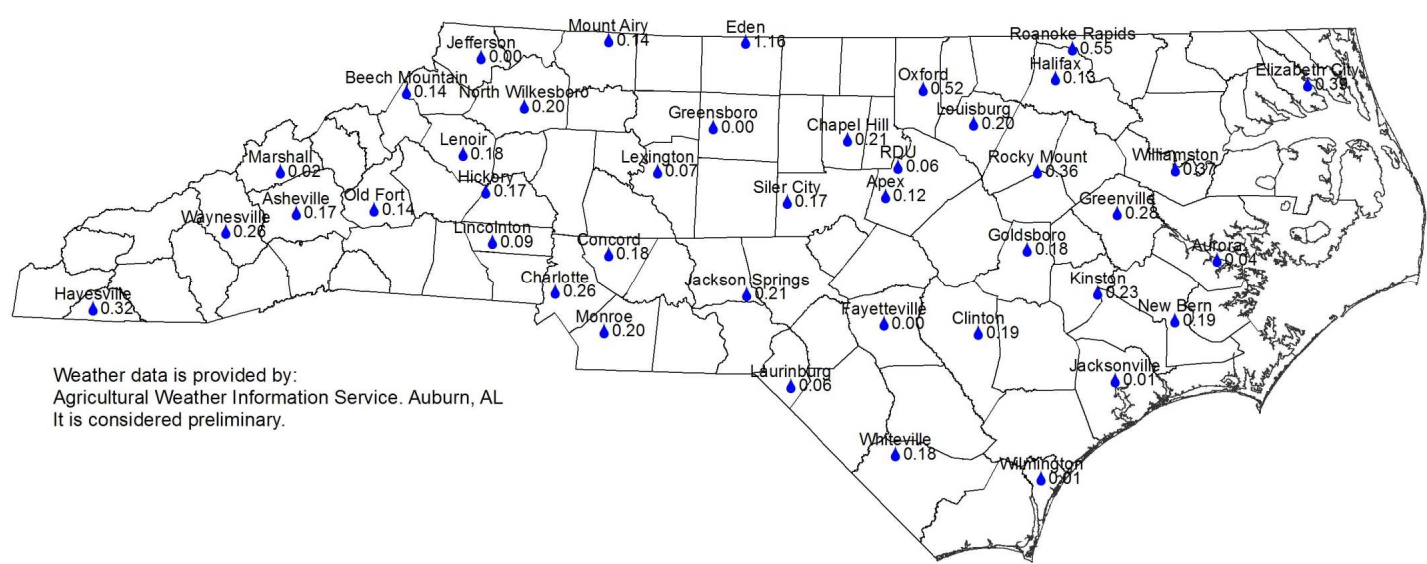 Mount Airy
0.14
Eden
1.16
Roanoke Rapids
0.55
Jefferson
0.00
Halifax
0.13
Beech Mountain
0.14
North Wilkesboro
0.20
Oxford
0.52
Elizabeth City
0.39
Greensboro
0.00
Chapel Hill
0.21
Louisburg
0.20
Lenoir
0.18
Marshall
0.02
Hickory
0.17
Lexington
0.07
RDU
0.06
Rocky Mount
0.36
Williamston
0.37
Asheville
0.17
Old Fort
0.14
Siler City
0.17
Apex
0.12
Greenville
0.28
Waynesville
0.26
Lincolnton
0.09
Concord
0.18
Goldsboro
0.18
Aurora
0.04
Hayesville
0.32
Charlotte
0.26
Jackson Springs
0.21
Kinston
0.23
Monroe
0.20
Fayetteville
0.00
Clinton
0.19
New Bern
0.19
Laurinburg
0.06
Jacksonville
0.01
Weather data is provided by:
Agricultural Weather Information Service. Auburn, AL
It is considered preliminary.
Whiteville
0.18
Wilmington
0.01